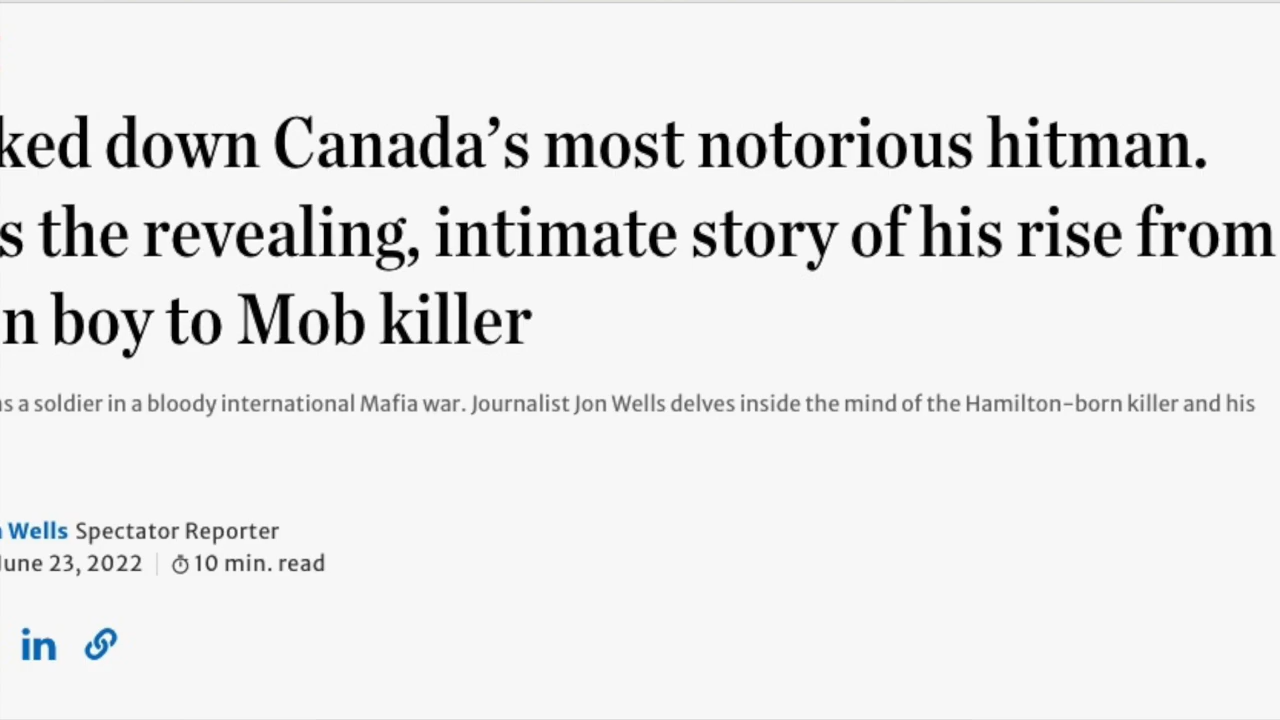 ked down Canada’s most notorious hitman.
s the revealing, intimate story of his rise from
n boy to Mob killer
as a soldier in a bloody international Mafia war. Journalist Jon Wells delves inside the mind of the Hamilton-born killer and his
n Wells Spectator Reporter
June 23, 2022 10 min. read
in